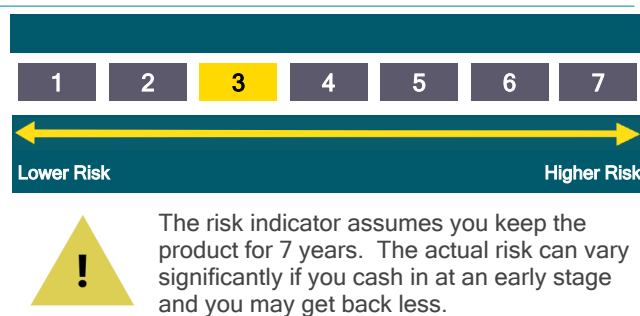 1 2 3 4 5 6 7
Lower Risk Higher Risk
! The risk indicator assumes you keep the
product for 7 years. The actual risk can vary
significantly if you cash in at an early stage
and you may get back less.